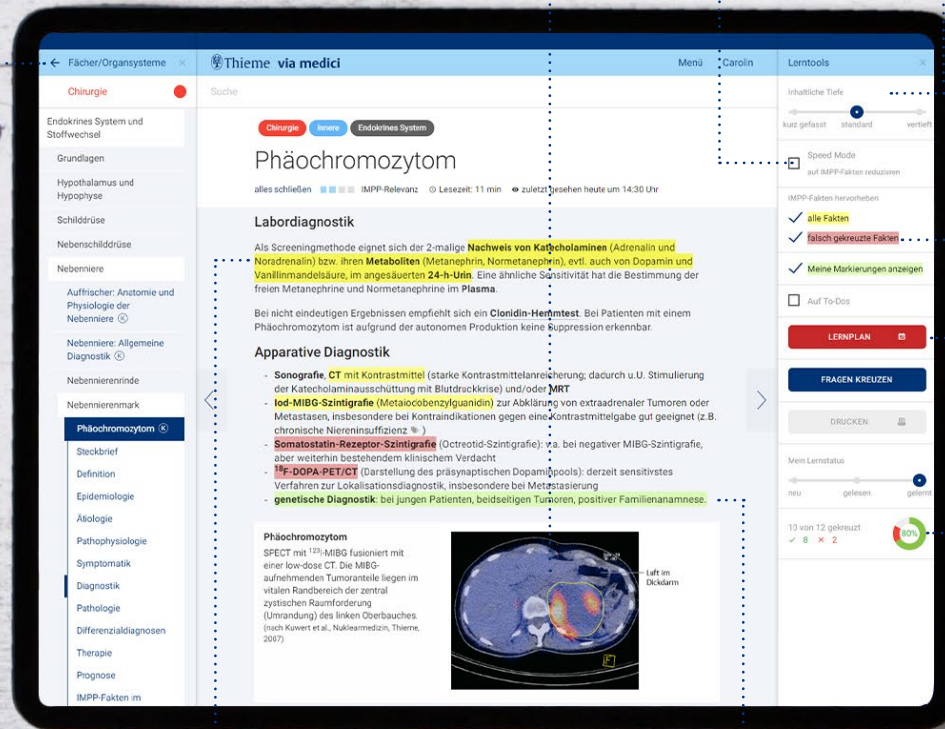 ← Fächer/Organsysteme ×
Chirurgie
Endokrines System und
Stoffwechsel
Grundlagen
Hypothalamus und
Hypophyse
Schilddrüse
Nebenschilddrüse
Nebenniere
Auffrischer: Anatomie und
Physiologie der
Nebenniere K
Nebenniere: Allgemeine
Diagnostik K
Nebennierenrinde
Nebennierenmark
Phäochromozytom K
Steckbrief
Definition
Epidemiologie
Ätiologie
Pathophysiologie
Symptomatik
Diagnostik
Pathologie
Differenzialdiagnosen
Therapie
Prognose
IMPP-Fakten im
Thieme via medici
Menü Carolin
Suche
Chirurgie Innere Endokrines System
Phäochromozytom
alles schließen IMPP-Relevanz Lesezeit: 11 min zuletzt gesehen heute um 14:30 Uhr
Labordiagnostik
Als Screeningmethode eignet sich der 2-malige Nachweis von Katecholaminen (Adrenalin und
Noradrenalin) bzw. ihren Metaboliten (Metanephrin, Normetanephrin), evtl. auch von Dopamin und
Vanillinmandelsäure, im angesäuerten 24-h-Urin. Eine ähnliche Sensitivität hat die Bestimmung der
freien Metanephrine und Normetanephrine im Plasma.
Bei nicht eindeutigen Ergebnissen empfiehlt sich ein Clonidin-Hemmtest. Bei Patienten mit einem
Phäochromozytom ist aufgrund der autonomen Produktion keine Suppression erkennbar.
Apparative Diagnostik
- Sonografie, CT mit Kontrastmittel (starke Kontrastmittelanreicherung; dadurch u.U. Stimulierung
der Katecholaminausschüttung mit Blutdruckkrise) und/oder MRT
- Iod-MIBG-Szintigrafie (Metaiodobenzylguanidin) zur Abklärung von extraadrenaler Tumoren oder
Metastasen, insbesondere bei Kontraindikationen gegen eine Kontrastmittelgabe gut geeignet (z.B.
chronische Niereninsuffizienz )
- Somatostatin-Rezeptor-Szintigrafie (Octreotid-Szintigrafie): v.a. bei negativer MIBG-Szintigrafie,
aber weiterhin bestehendem klinischem Verdacht
- ¹⁸F-DOPA-PET/CT (Darstellung des präsynaptischen Dopaminpools): derzeit sensitivstes
Verfahren zur Lokalisationsdiagnostik, insbesondere bei Metastasierung
- genetische Diagnostik: bei jungen Patienten, beidseitigen Tumoren, positiver Familienanamnese.
Phäochromozytom
SPECT mit ¹²³I-MIBG fusioniert mit
einer low-dose CT. Die MIBG-
aufnehmenden Tumoranteile liegen im
vitalen Randbereich der zentral
zystischen Raumforderung
(Umrandung) des linken Oberbauches.
(nach Kuwert et al., Nuklearmedizin, Thieme,
2007)
Luft im
Dickdarm
F
Lerntools ×
Inhaltliche Tiefe
kurz gefasst standard vertieft
Speed Mode
auf IMPP-Fakten reduzieren
IMPP-Fakten hervorheben
alle Fakten
falsch gekreuzte Fakten
Meine Markierungen anzeigen
Auf To-Dos
LERNPLAN
FRAGEN KREUZEN
DRUCKEN
Mein Lernstatus
neu gelesen gelernt
10 von 12 gekreuzt
✓ 8 × 2
80%